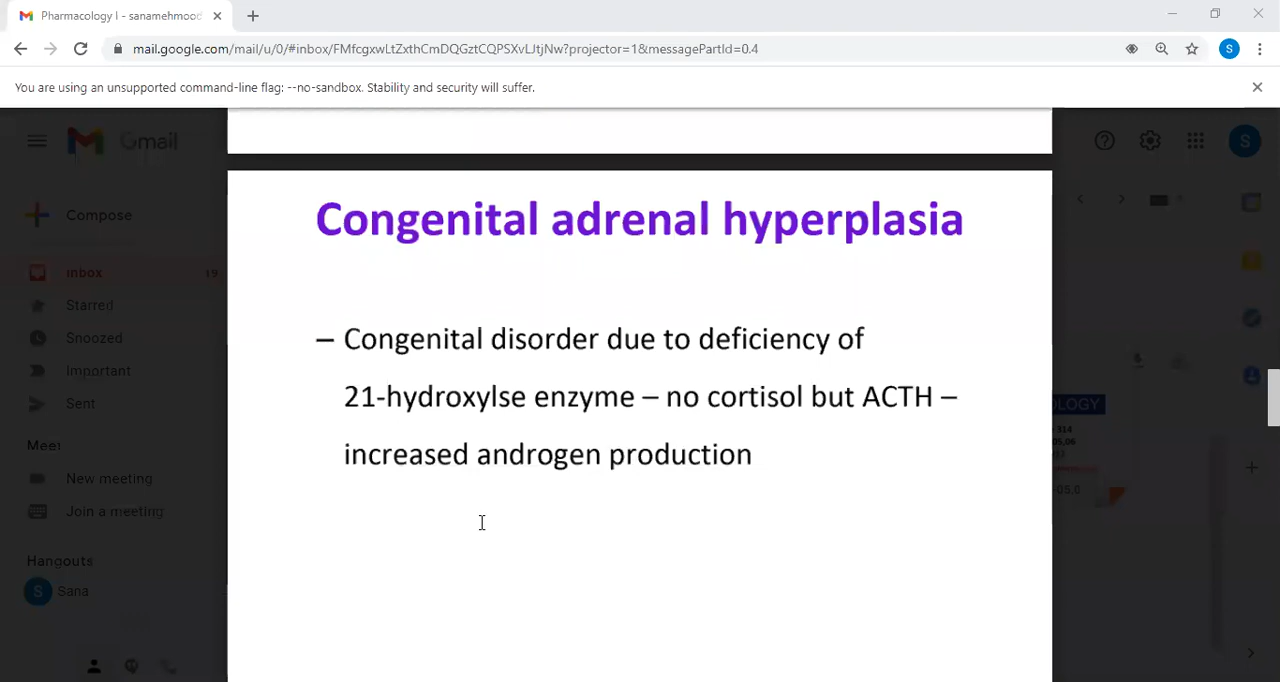 Pharmacology I - sanamehmood
mail.google.com/mail/u/0/#inbox/FMfcgxwLtZxthCmDQGztCQPSXvLJtjNw?projector=1&messagePartId=0.4
S
You are using an unsupported command-line flag: --no-sandbox. Stability and security will suffer.
Gmail
S
Compose
Inbox 19
Starred
Snoozed
Important
Sent
Meet
New meeting
Join a meeting
Hangouts
S Sana
Congenital adrenal hyperplasia
– Congenital disorder due to deficiency of
21-hydroxylse enzyme – no cortisol but ACTH –
increased androgen production
OLOGY
314